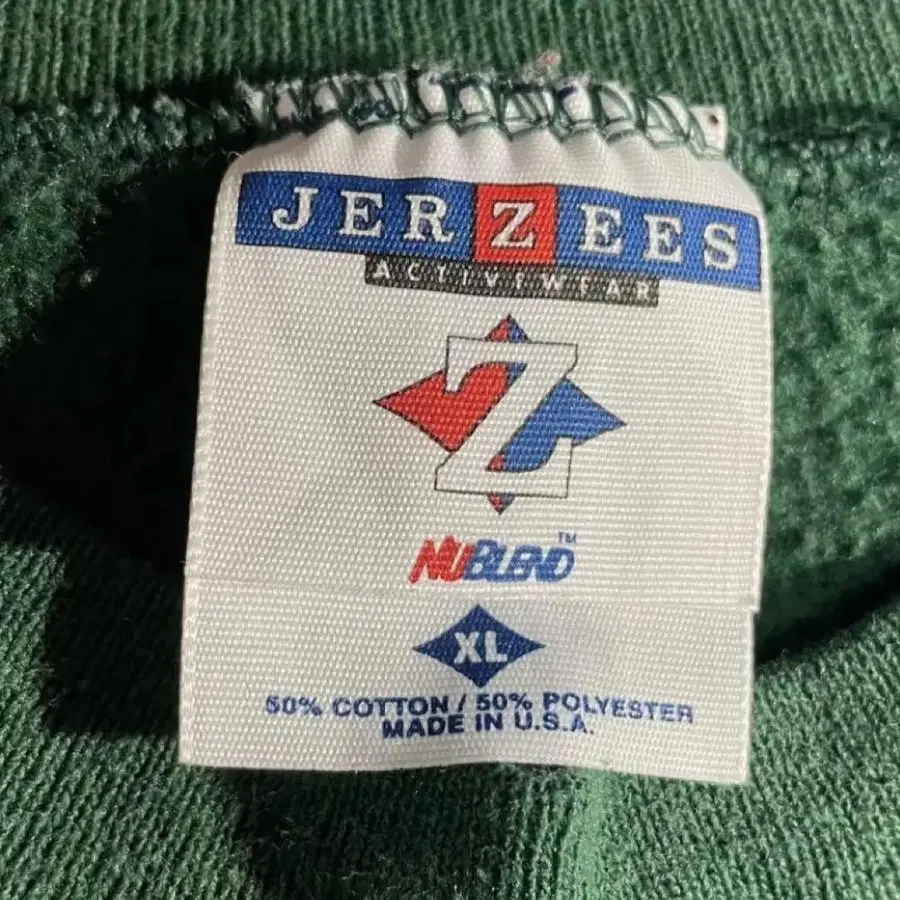 JERZEES
ACTIVEWEAR
Z
NUBLEND™
XL
50% COTTON / 50% POLYESTER
MADE IN U.S.A.